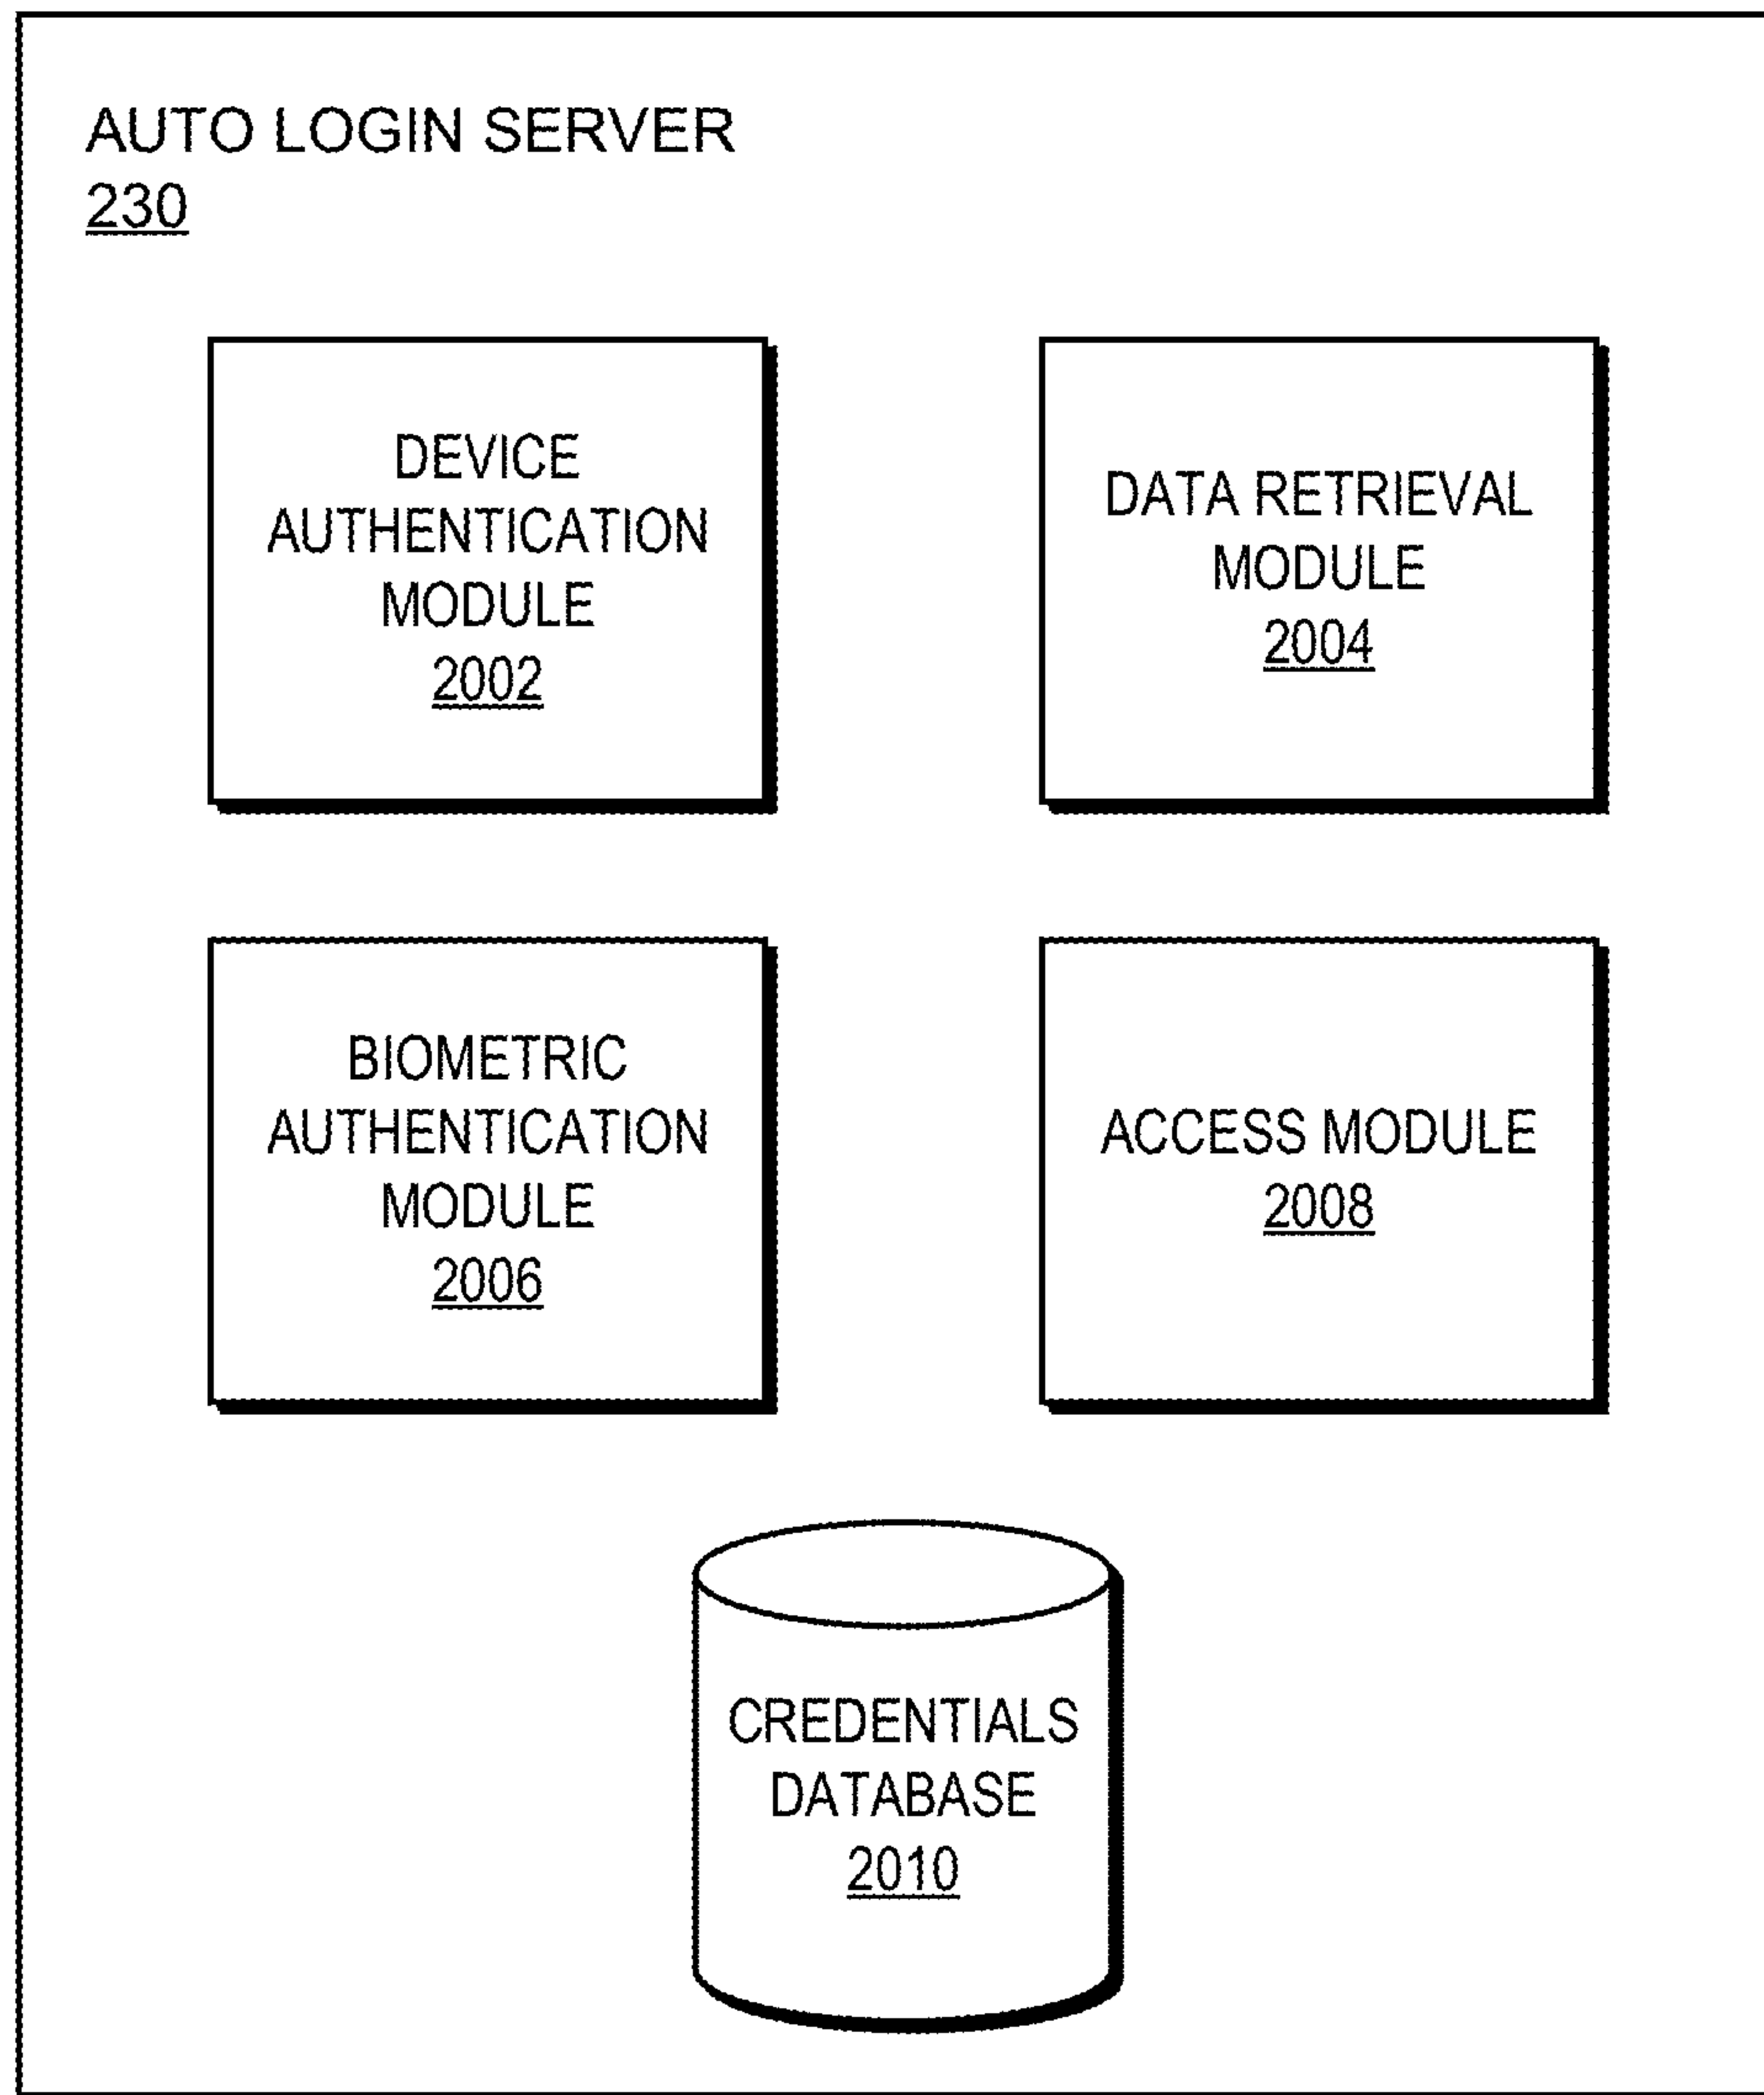 AUTO LOGIN SERVER
230
DEVICE
AUTHENTICATION
MODULE
2002
DATA RETRIEVAL
MODULE
2004
BIOMETRIC
AUTHENTICATION
MODULE
2006
ACCESS MODULE
2008
CREDENTIALS
DATABASE
2010